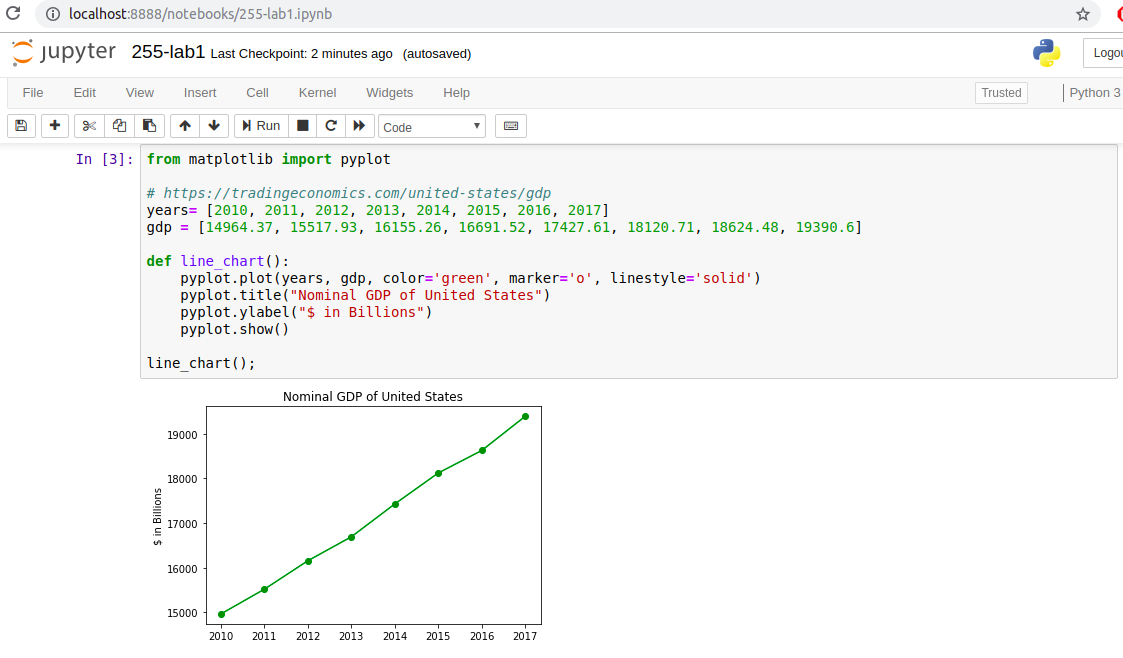 localhost:8888/notebooks/255-lab1.ipynb
jupyter 255-lab1 Last Checkpoint: 2 minutes ago (autosaved)
Logou
File Edit View Insert Cell Kernel Widgets Help Trusted Python 3
Run Code
In [3]: from matplotlib import pyplot
# https://tradingeconomics.com/united-states/gdp
years= [2010, 2011, 2012, 2013, 2014, 2015, 2016, 2017]
gdp = [14964.37, 15517.93, 16155.26, 16691.52, 17427.61, 18120.71, 18624.48, 19390.6]
def line_chart():
    pyplot.plot(years, gdp, color='green', marker='o', linestyle='solid')
    pyplot.title("Nominal GDP of United States")
    pyplot.ylabel("$ in Billions")
    pyplot.show()
line_chart();
Nominal GDP of United States
$ in Billions
19000
18000
17000
16000
15000
2010 2011 2012 2013 2014 2015 2016 2017